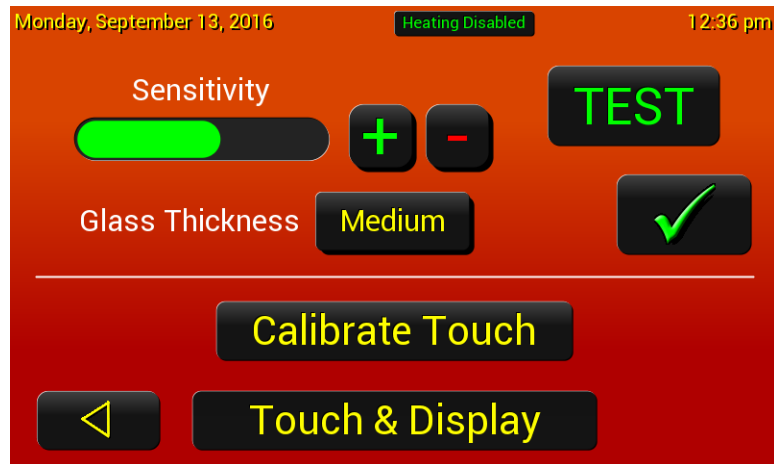 Monday, September 13, 2016 Heating Disabled 12:36 pm
Sensitivity
TEST
+ -
Glass Thickness Medium
Calibrate Touch
Touch & Display